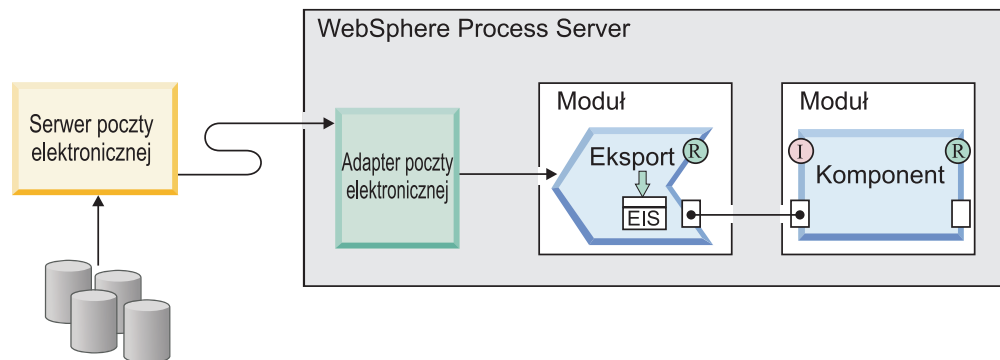 WebSphere Process Server
Serwer poczty
elektronicznej
Adapter poczty
elektronicznej
Moduł
Eksport
R
EIS
Moduł
I
R
Komponent